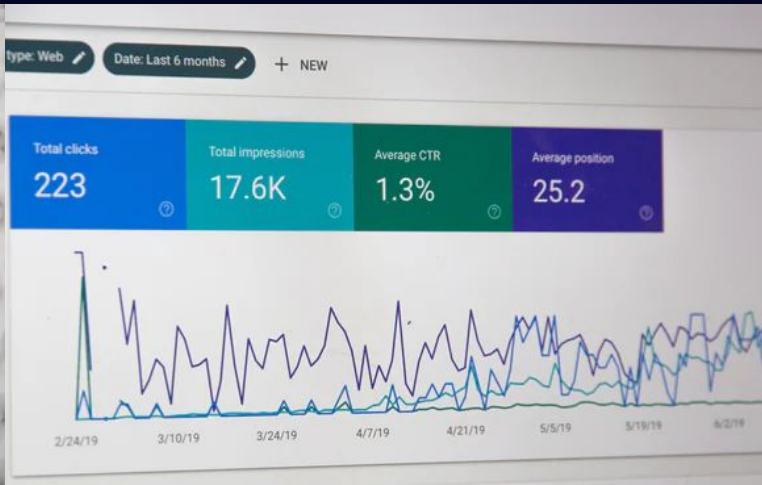 type: Web
Date: Last 6 months
+ NEW
Total clicks
223
Total impressions
17.6K
Average CTR
1.3%
Average position
25.2
2/24/19
3/10/19
3/24/19
4/7/19
4/21/19
5/5/19
5/19/19
6/2/19